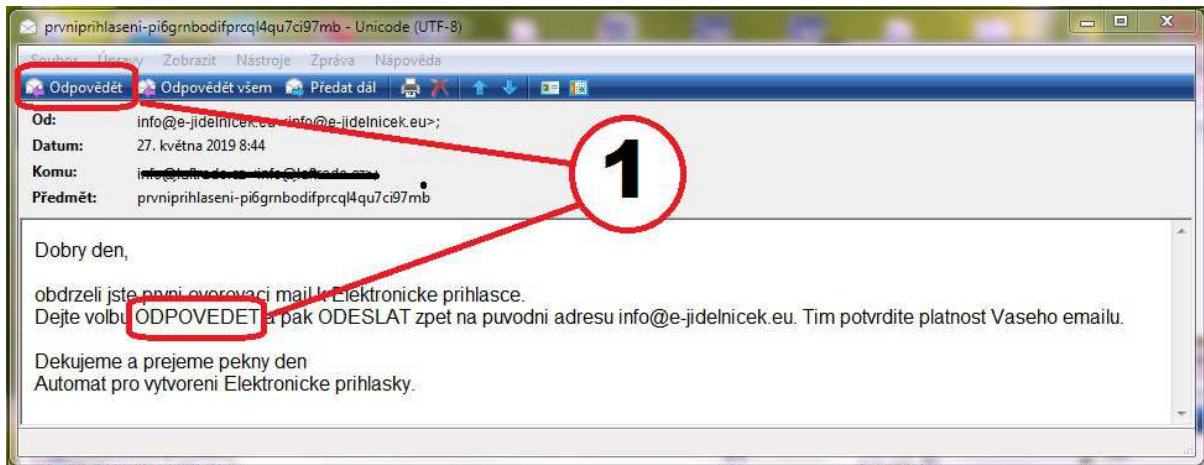 prvniprihlaseni-pi6grnbodifprcql4qu7ci97mb - Unicode (UTF-8)
Soubor Úpravy Zobrazit Nástroje Zpráva Nápověda
Odpovědět Odpovědět všem Předat dál
Od: info@e-jidelnicek.eu <info@e-jidelnicek.eu>;
Datum: 27. května 2019 8:44
Komu:
Předmět: prvniprihlaseni-pi6grnbodifprcql4qu7ci97mb
1
Dobry den,
obdrzeli jste prvni overovaci mail k Elektronicke prihlasce.
Dejte volbu ODPOVEDET a pak ODESLAT zpet na puvodni adresu info@e-jidelnicek.eu. Tim potvrdite platnost Vaseho emailu.
Dekujeme a prejeme pekny den
Automat pro vytvoreni Elektronicke prihlasky.